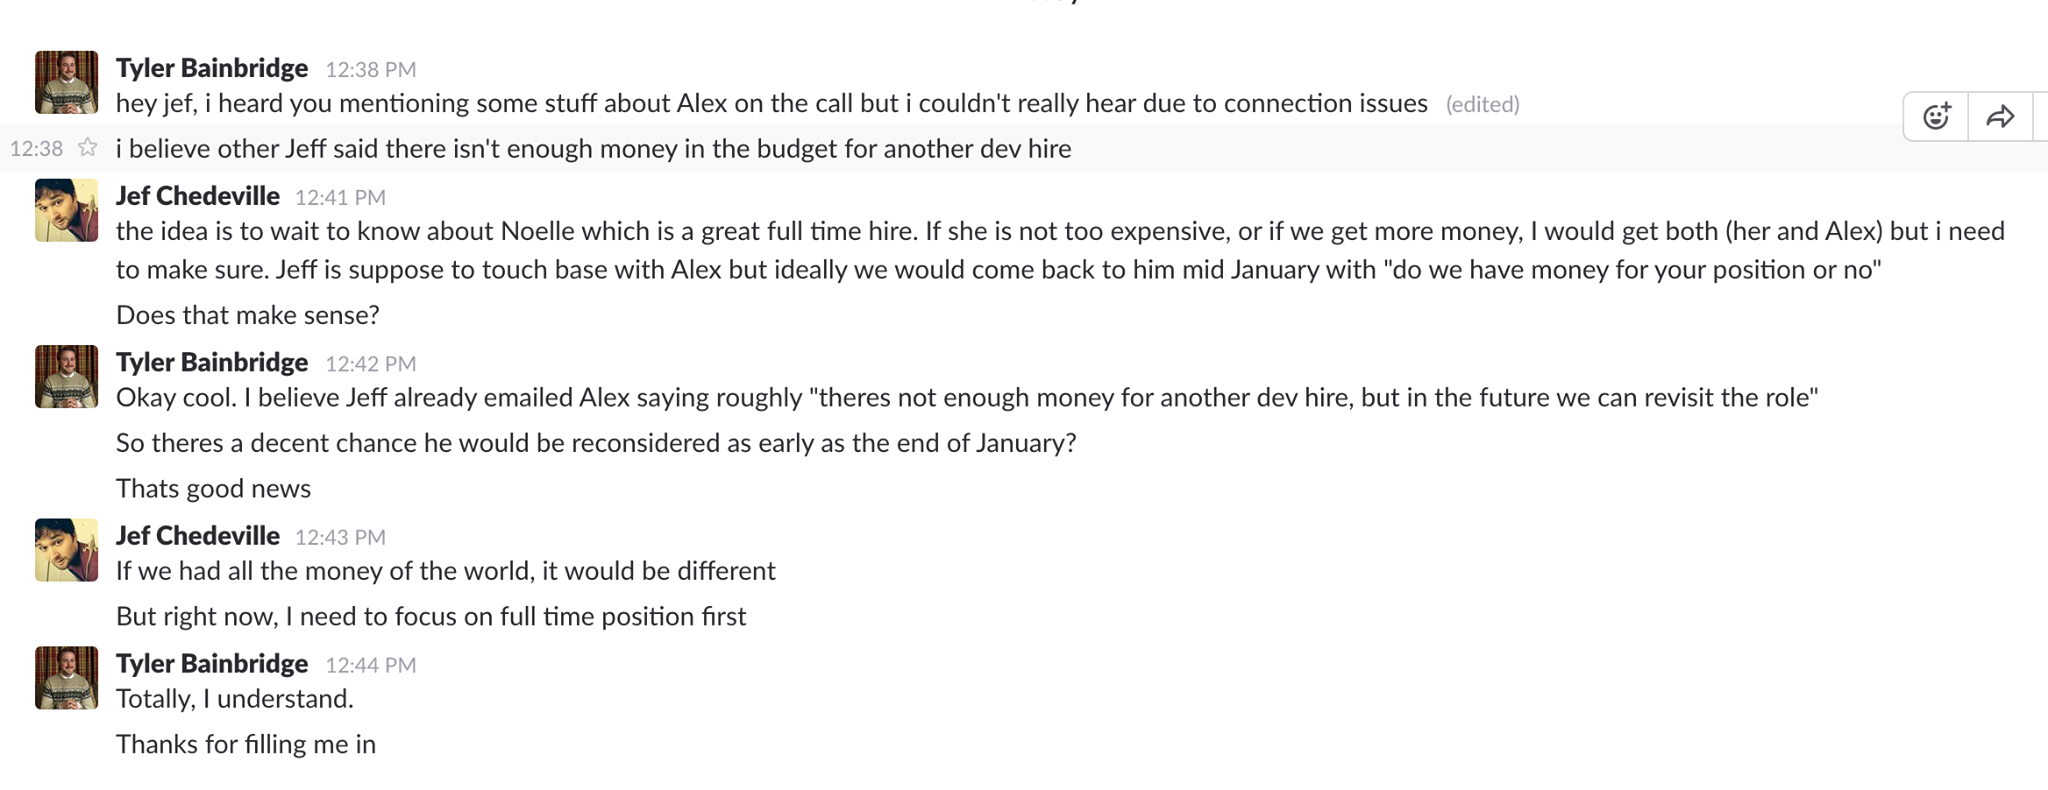 Tyler Bainbridge 12:38 PM
hey jef, i heard you mentioning some stuff about Alex on the call but i couldn't really hear due to connection issues (edited)
12:38 i believe other Jeff said there isn't enough money in the budget for another dev hire
Jef Chedeville 12:41 PM
the idea is to wait to know about Noelle which is a great full time hire. If she is not too expensive, or if we get more money, I would get both (her and Alex) but i need
to make sure. Jeff is suppose to touch base with Alex but ideally we would come back to him mid January with "do we have money for your position or no"
Does that make sense?
Tyler Bainbridge 12:42 PM
Okay cool. I believe Jeff already emailed Alex saying roughly "theres not enough money for another dev hire, but in the future we can revisit the role"
So theres a decent chance he would be reconsidered as early as the end of January?
Thats good news
Jef Chedeville 12:43 PM
If we had all the money of the world, it would be different
But right now, I need to focus on full time position first
Tyler Bainbridge 12:44 PM
Totally, I understand.
Thanks for filling me in